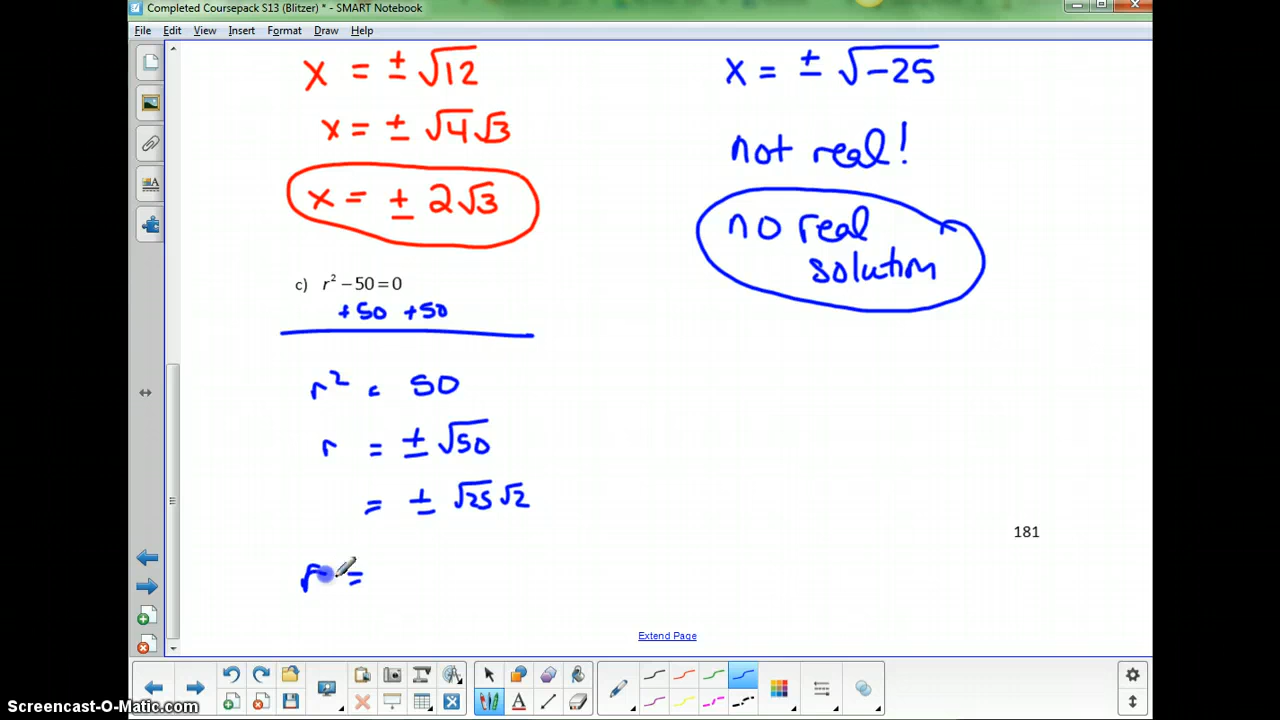 Completed Coursepack S13 (Blitzer) * - SMART Notebook
File Edit View Insert Format Draw Help
x = ± √12
x = ± √4√3
x = ± 2√3
x = ± √-25
not real!
no real
solution
c) r² − 50 = 0
+50 +50
r² = 50
r = ± √50
= ± √25 √2
r =
181
Extend Page
Screencast-O-Matic.com